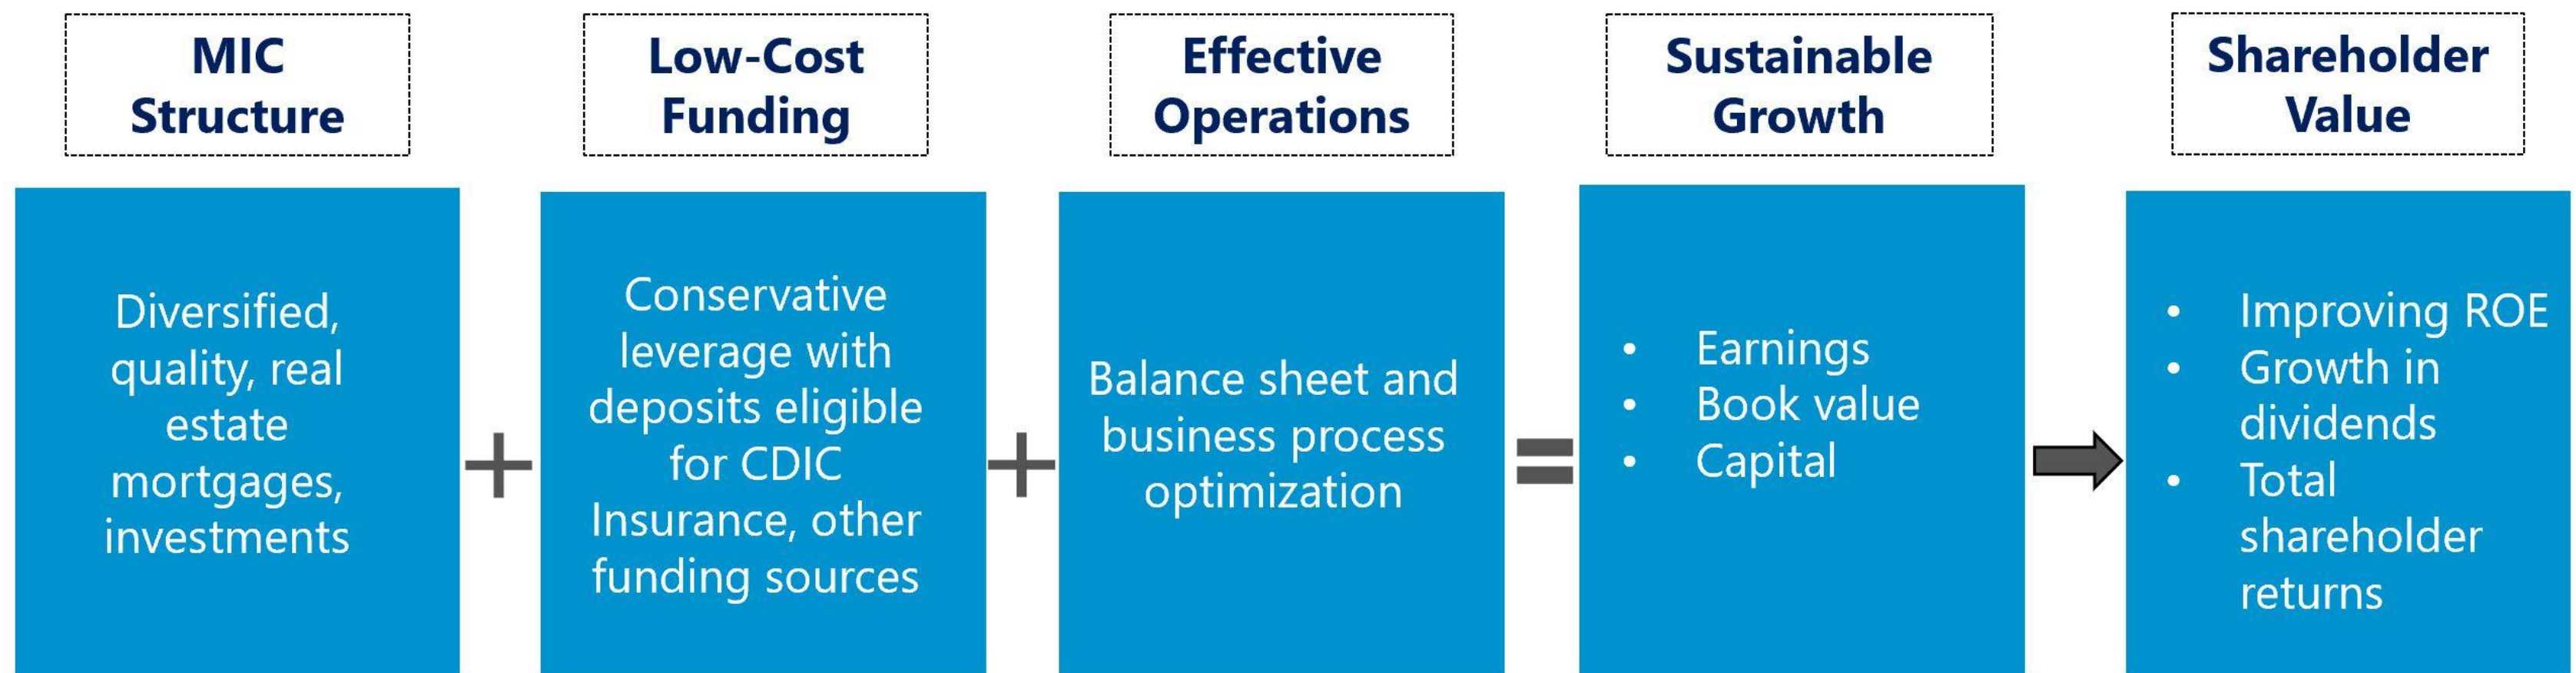 MIC
Structure
Low-Cost
Funding
Effective
Operations
Sustainable
Growth
Shareholder
Value
Diversified,
quality, real
estate
mortgages,
investments
+
Conservative
leverage with
deposits eligible
for CDIC
Insurance, other
funding sources
+
Balance sheet and
business process
optimization
=
• Earnings
• Book value
• Capital
• Improving ROE
• Growth in
dividends
• Total
shareholder
returns